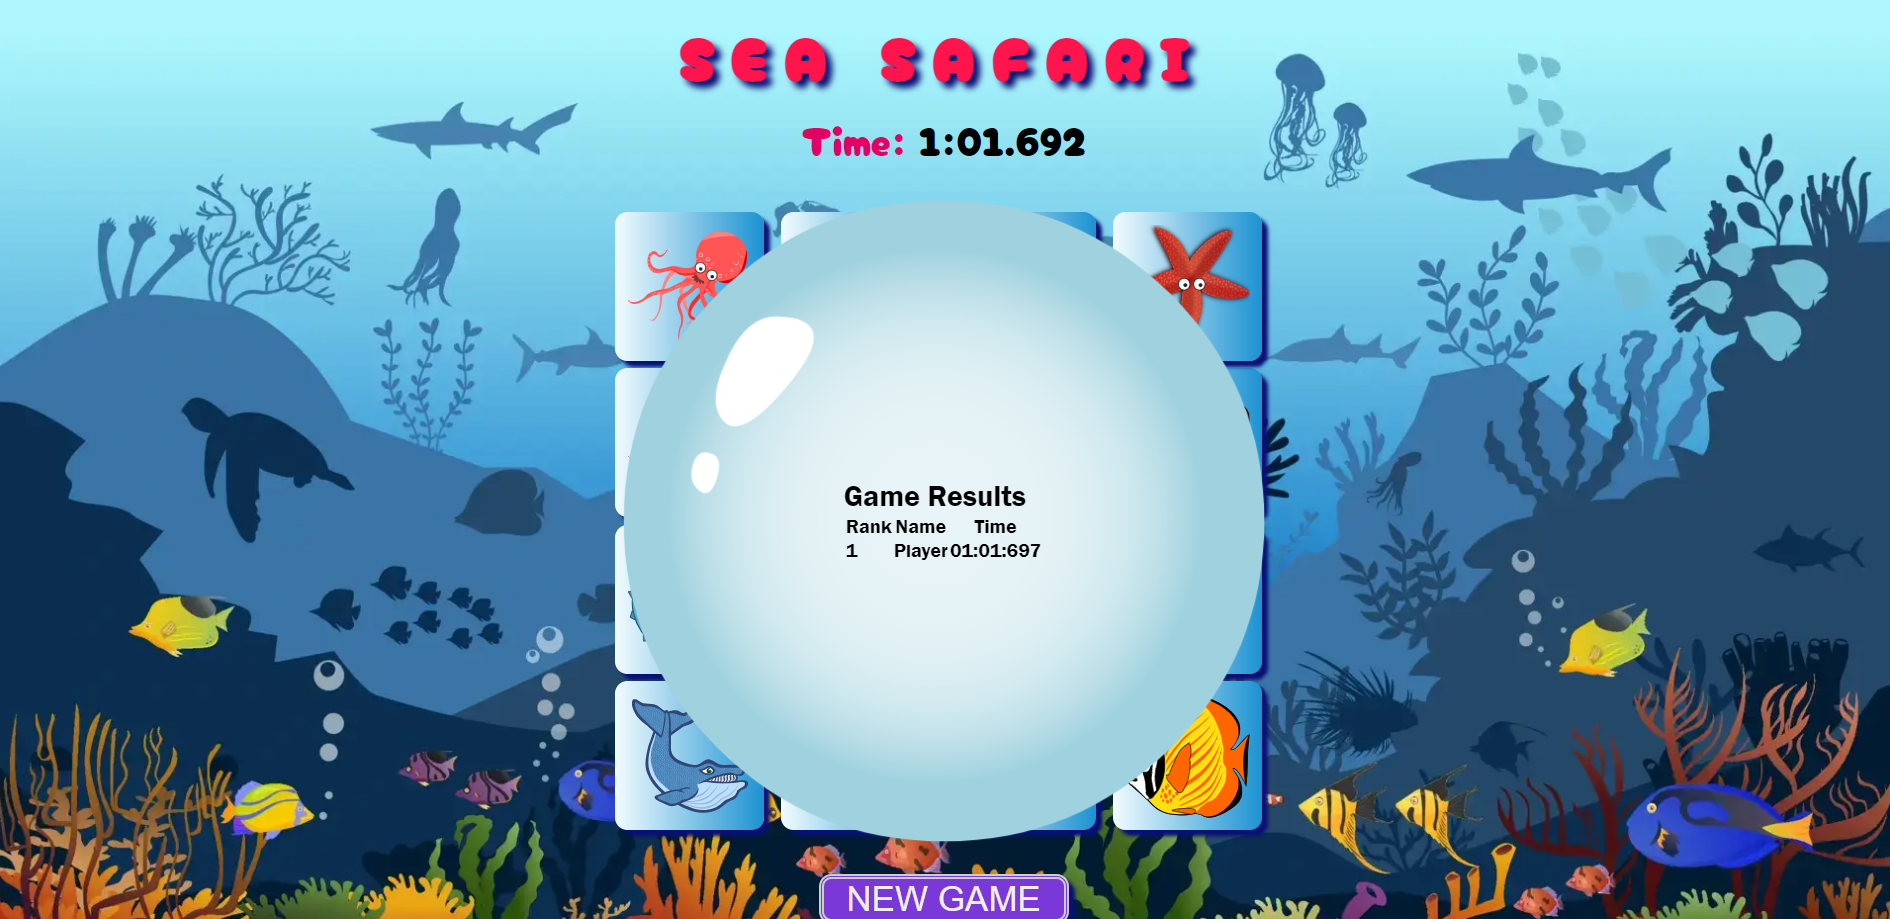 SEA SAFARI
Time: 1:01.692
Game Results
Rank Name Time
1 Player 01:01:697
NEW GAME